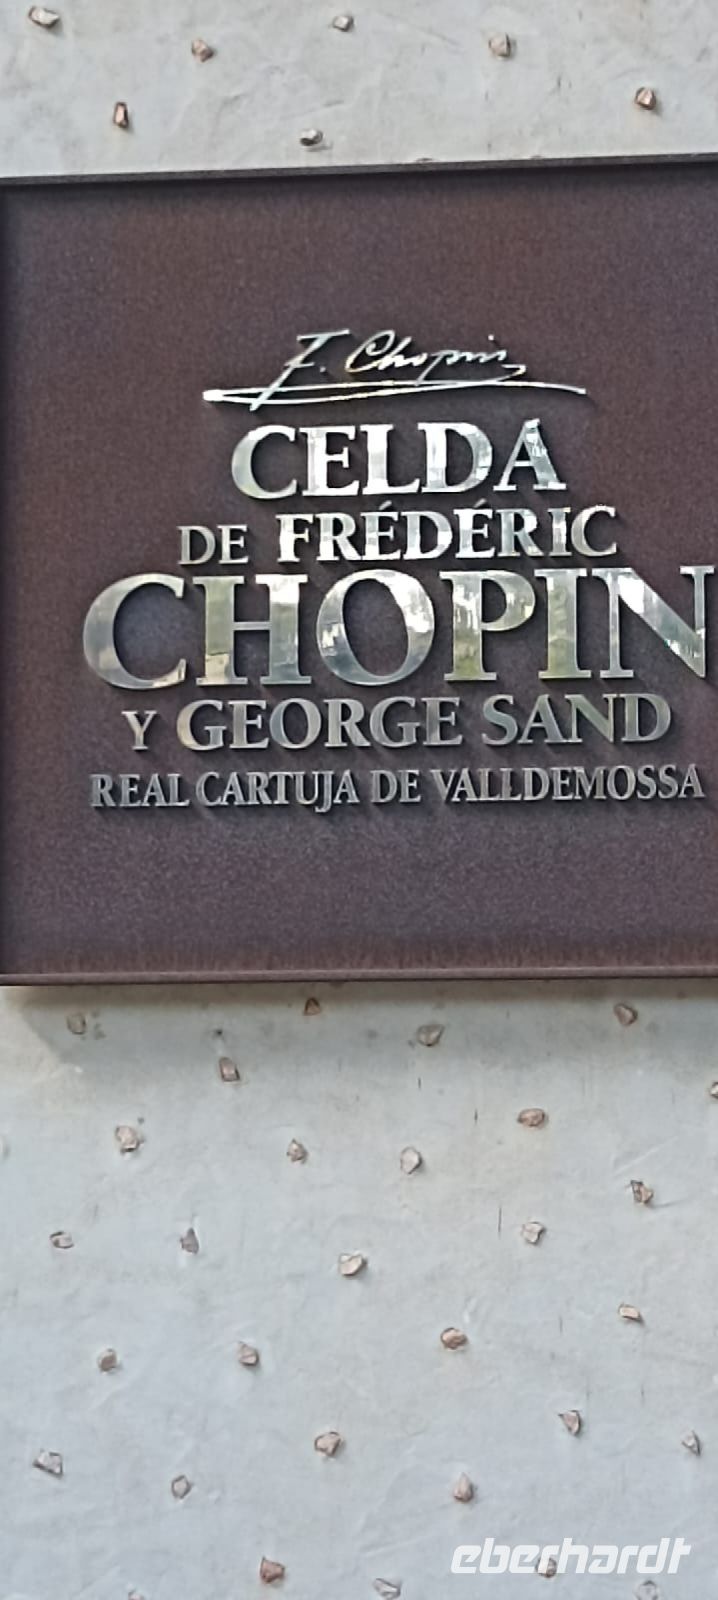 F. Chopin
CELDA
DE FRÉDÉRIC
CHOPIN
Y GEORGE SAND
REAL CARTUJA DE VALLDEMOSSA
eberhardt